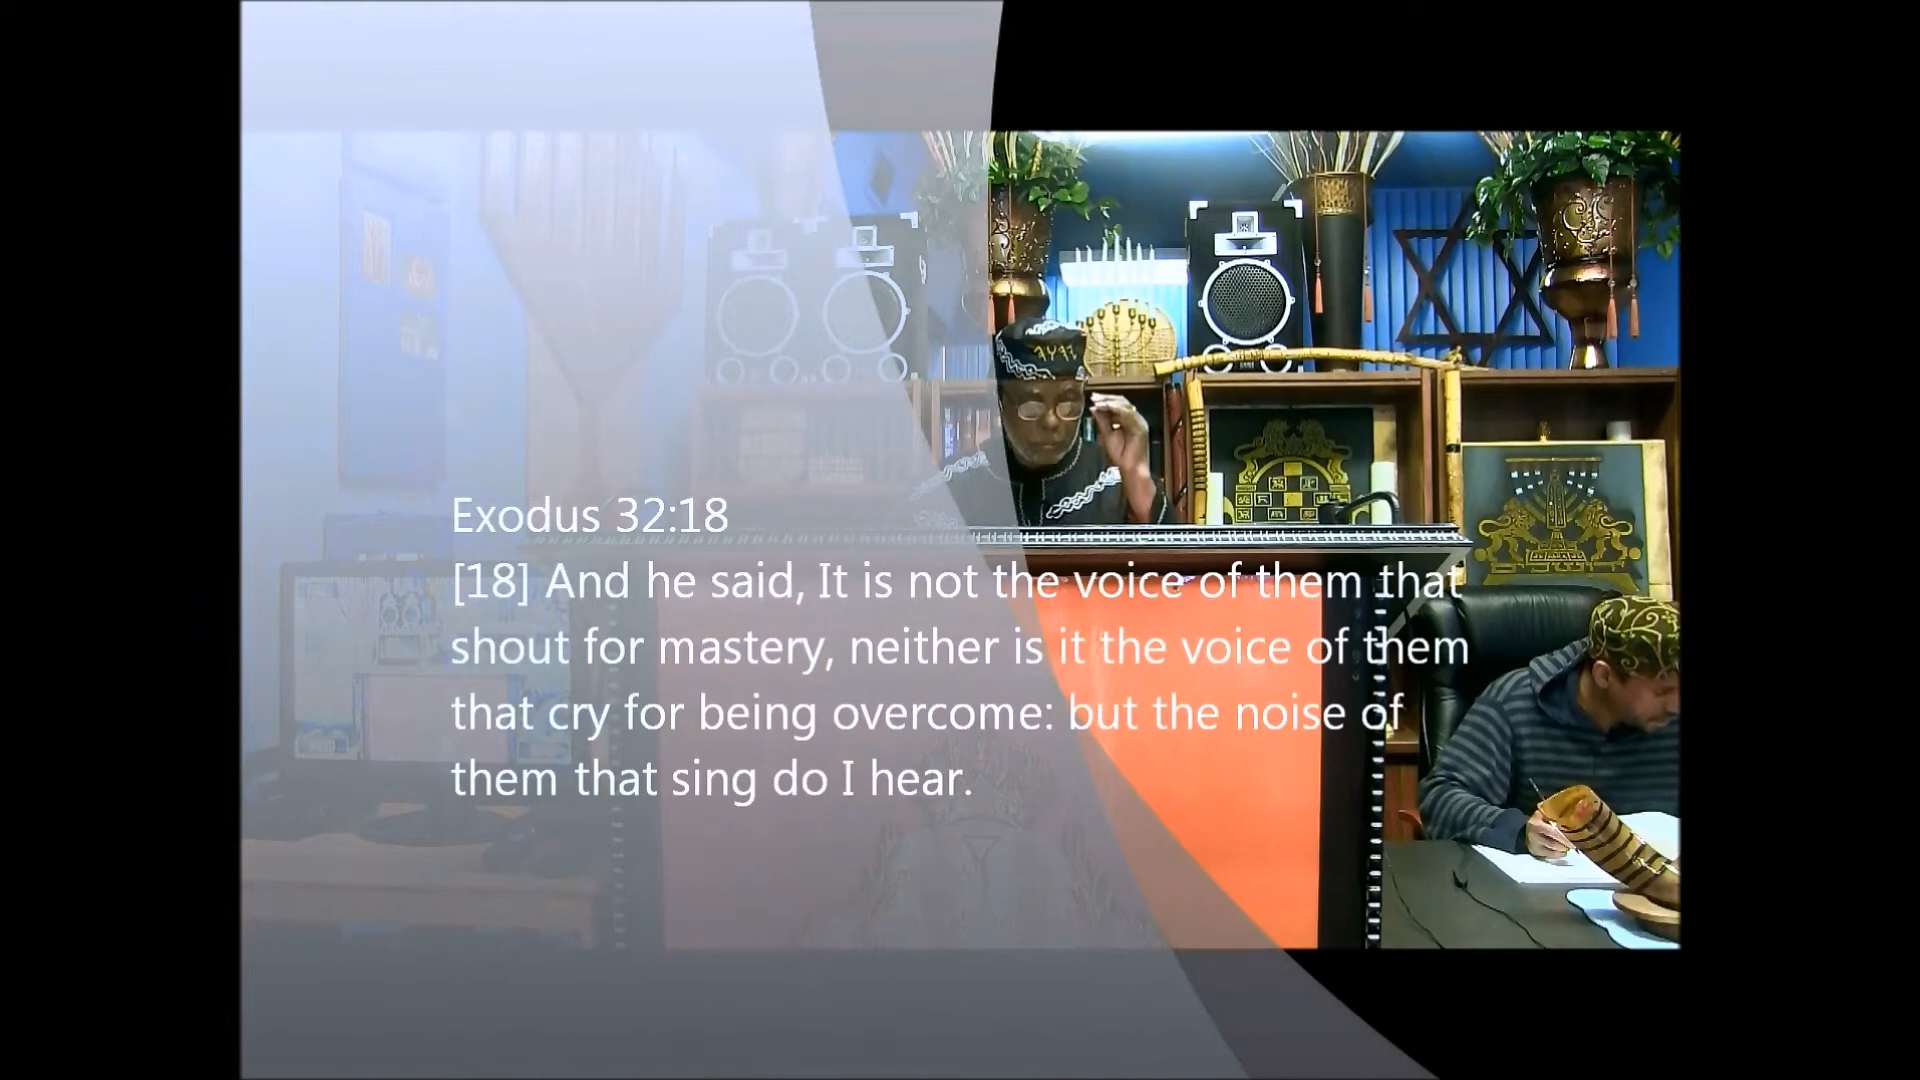 Exodus 32:18
[18] And he said, It is not the voice of them that
shout for mastery, neither is it the voice of them
that cry for being overcome: but the noise of
them that sing do I hear.